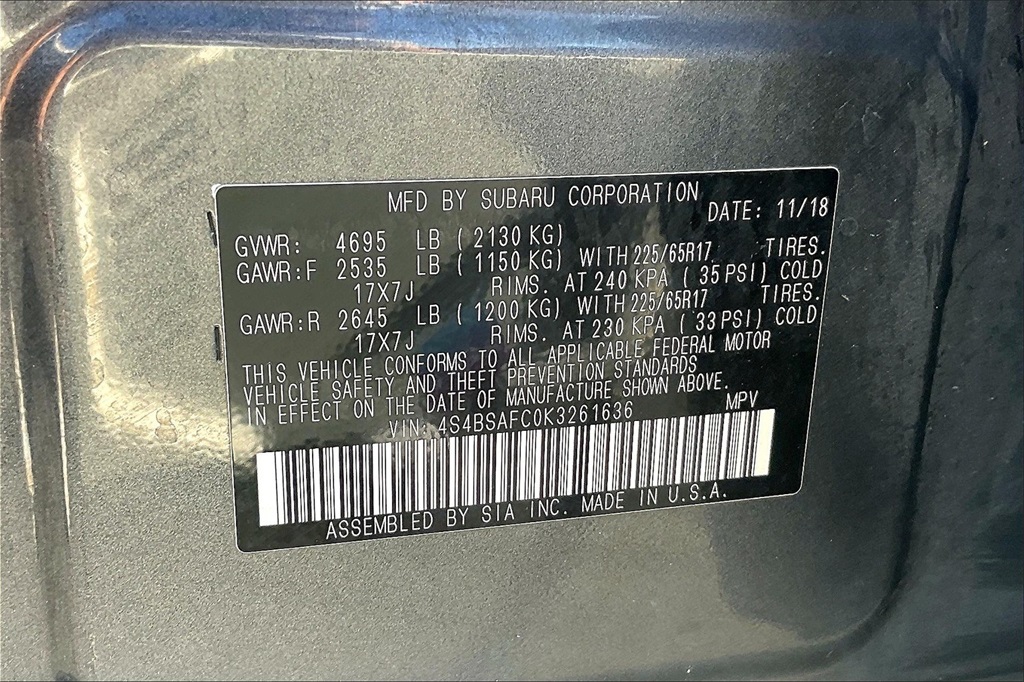 MFD BY SUBARU CORPORATION DATE: 11/18
GVWR: 4695 LB ( 2130 KG)
GAWR:F 2535 LB ( 1150 KG) WITH 225/65R17 TIRES.
17X7J RIMS. AT 240 KPA ( 35 PSI) COLD
GAWR:R 2645 LB ( 1200 KG) WITH 225/65R17 TIRES.
17X7J RIMS. AT 230 KPA ( 33 PSI) COLD
THIS VEHICLE CONFORMS TO ALL APPLICABLE FEDERAL MOTOR
VEHICLE SAFETY AND THEFT PREVENTION STANDARDS
IN EFFECT ON THE DATE OF MANUFACTURE SHOWN ABOVE.
VIN: 4S4BSAFC0K3261636 MPV
ASSEMBLED BY SIA INC. MADE IN U.S.A.